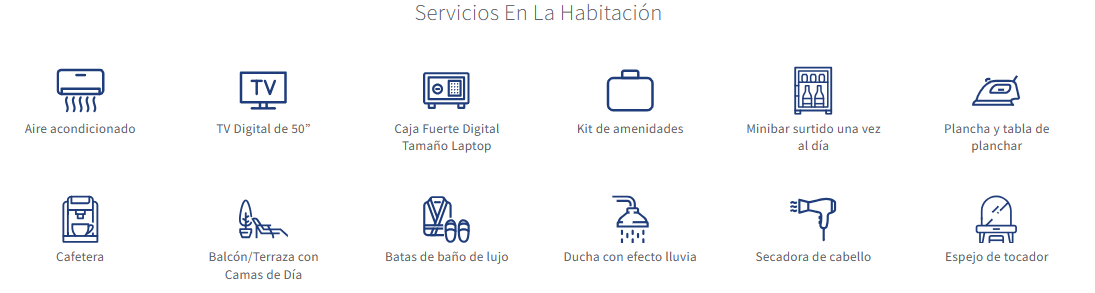 Servicios En La Habitación
TV
Aire acondicionado
TV Digital de 50”
Caja Fuerte Digital
Tamaño Laptop
Kit de amenidades
Minibar surtido una vez
al día
Plancha y tabla de
planchar
Cafetera
Balcón/Terraza con
Camas de Día
Batas de baño de lujo
Ducha con efecto lluvia
Secadora de cabello
Espejo de tocador